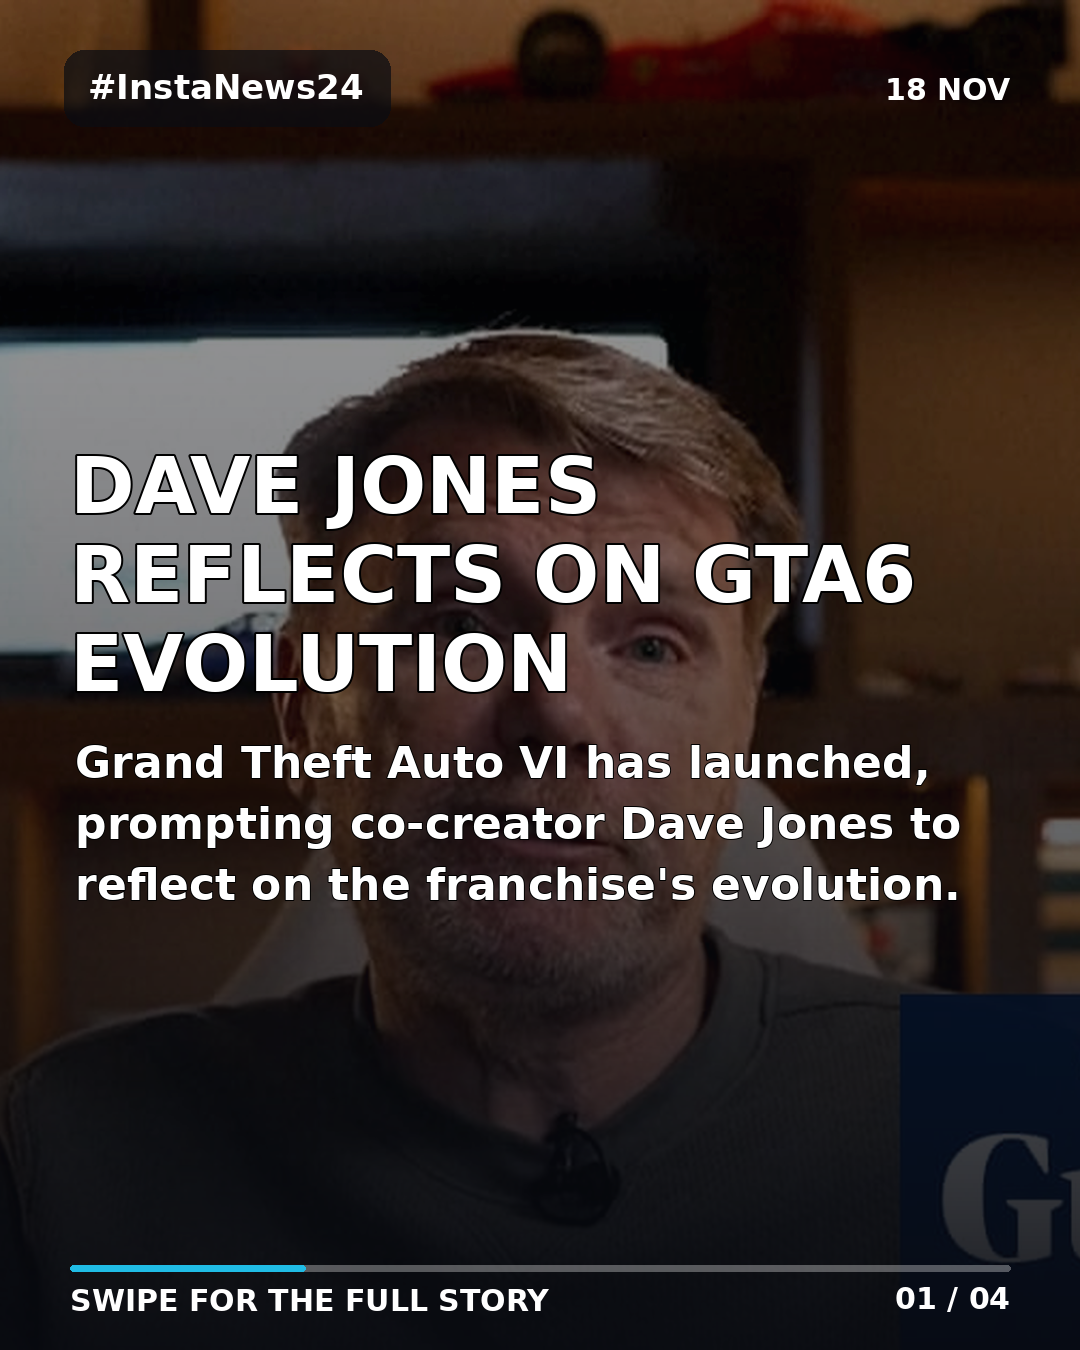 #InstaNews24
18 NOV
DAVE JONES
REFLECTS ON GTA6
EVOLUTION
Grand Theft Auto VI has launched,
prompting co-creator Dave Jones to
reflect on the franchise's evolution.
SWIPE FOR THE FULL STORY
01 / 04